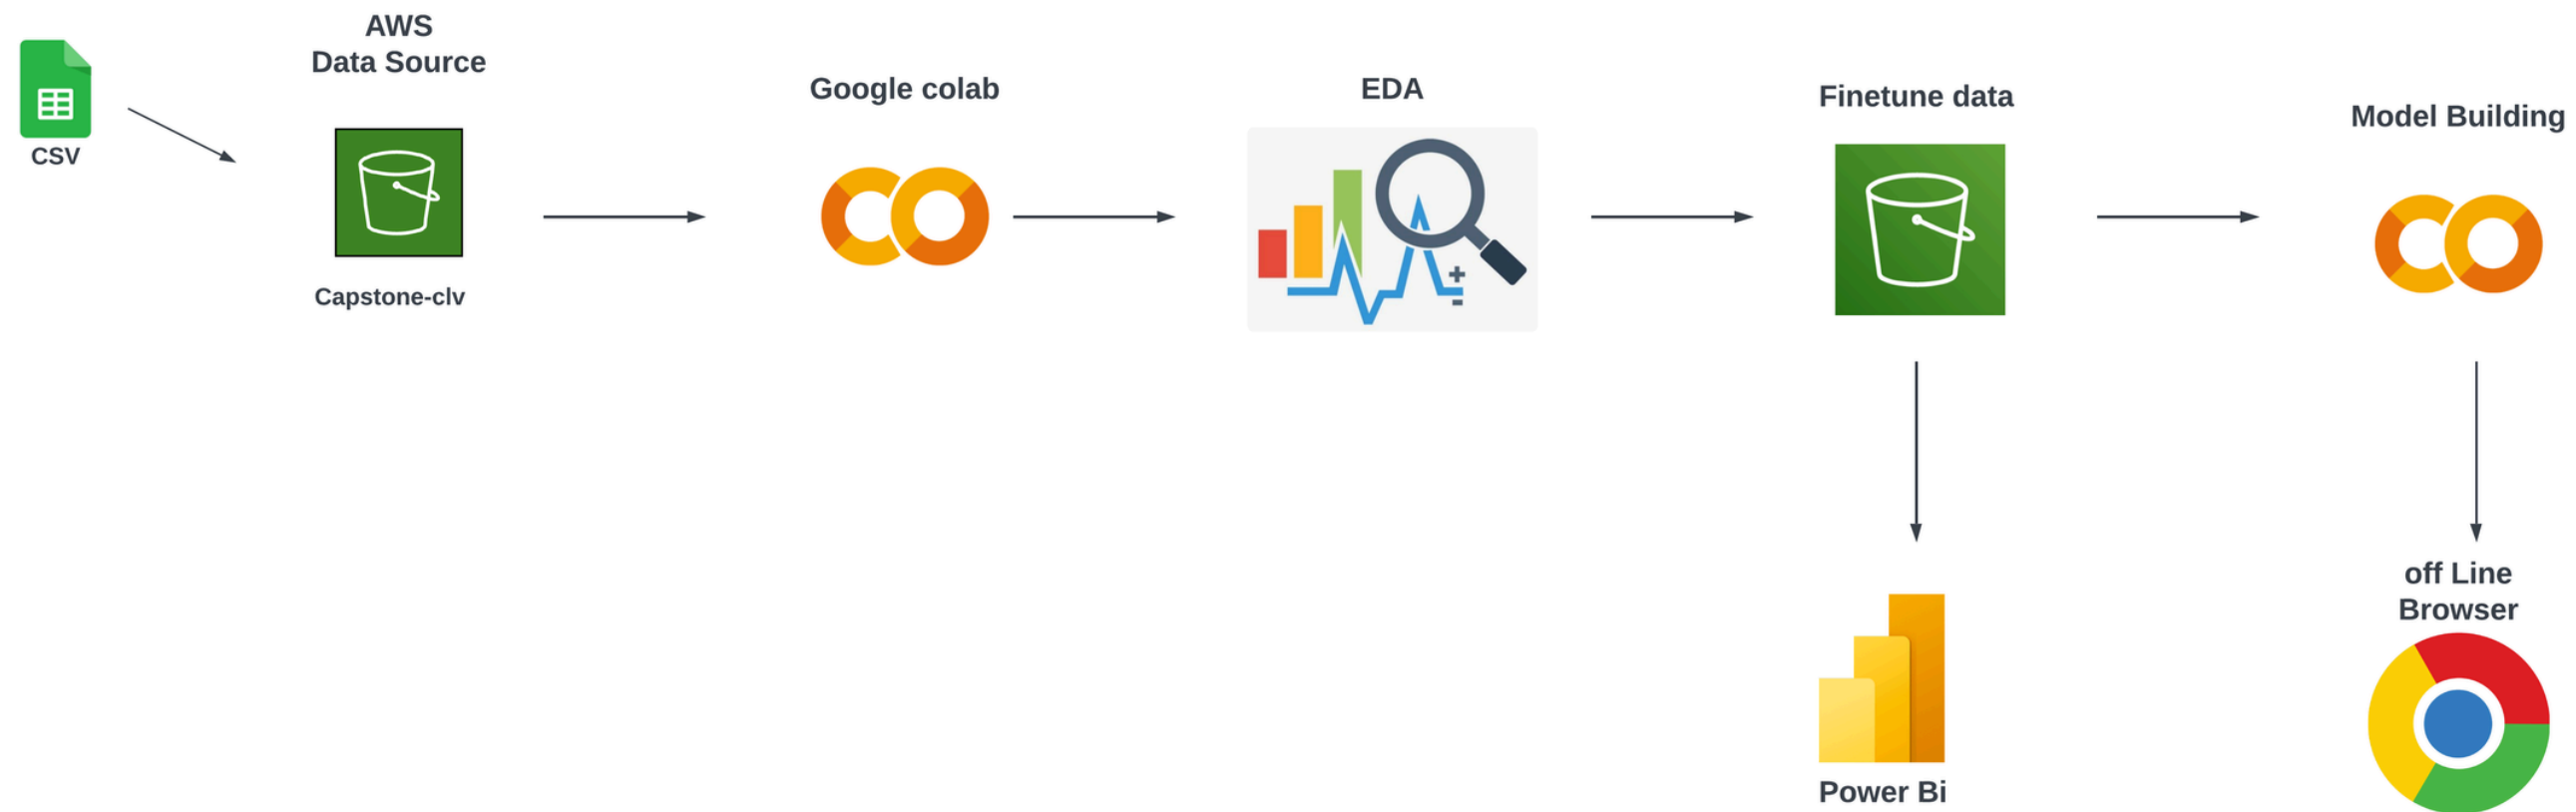 CSV
AWS
Data Source
Capstone-clv
Google colab
EDA
Finetune data
Model Building
Power Bi
off Line
Browser